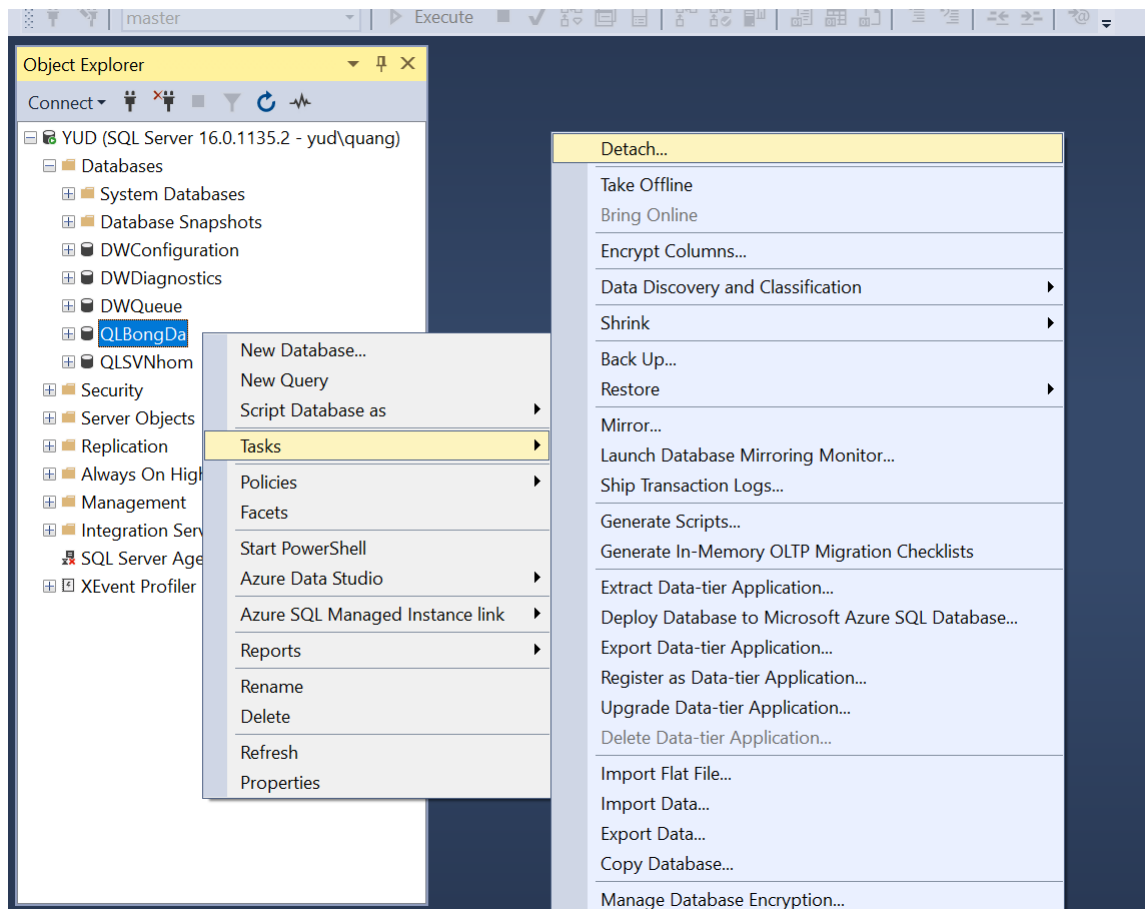 master Execute
Object Explorer
Connect
YUD (SQL Server 16.0.1135.2 - yud\quang)
Databases
System Databases
Database Snapshots
DWConfiguration
DWDiagnostics
DWQueue
QLBongDa
QLSVNhom
Security
Server Objects
Replication
Always On High
Management
Integration Serv
SQL Server Age
XEvent Profiler
New Database...
New Query
Script Database as
Tasks
Policies
Facets
Start PowerShell
Azure Data Studio
Azure SQL Managed Instance link
Reports
Rename
Delete
Refresh
Properties
Detach...
Take Offline
Bring Online
Encrypt Columns...
Data Discovery and Classification
Shrink
Back Up...
Restore
Mirror...
Launch Database Mirroring Monitor...
Ship Transaction Logs...
Generate Scripts...
Generate In-Memory OLTP Migration Checklists
Extract Data-tier Application...
Deploy Database to Microsoft Azure SQL Database...
Export Data-tier Application...
Register as Data-tier Application...
Upgrade Data-tier Application...
Delete Data-tier Application...
Import Flat File...
Import Data...
Export Data...
Copy Database...
Manage Database Encryption...